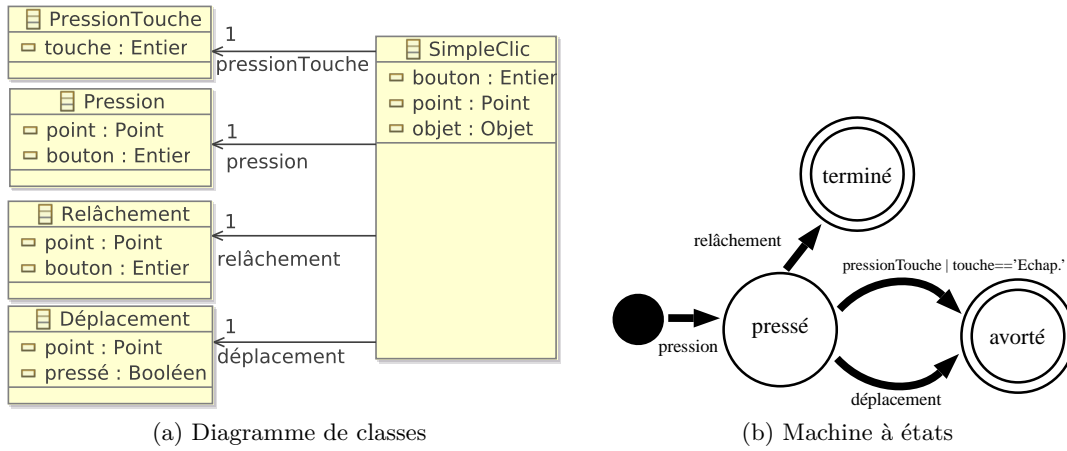 PressionTouche
touche : Entier
1
pressionTouche
Pression
point : Point
bouton : Entier
1
pression
Relâchement
point : Point
bouton : Entier
1
relâchement
Déplacement
point : Point
pressé : Booléen
1
déplacement
SimpleClic
bouton : Entier
point : Point
objet : Objet
(a) Diagramme de classes
terminé
relâchement
pressionTouche | touche==’Echap.’
pressé
avorté
pression
déplacement
(b) Machine à états